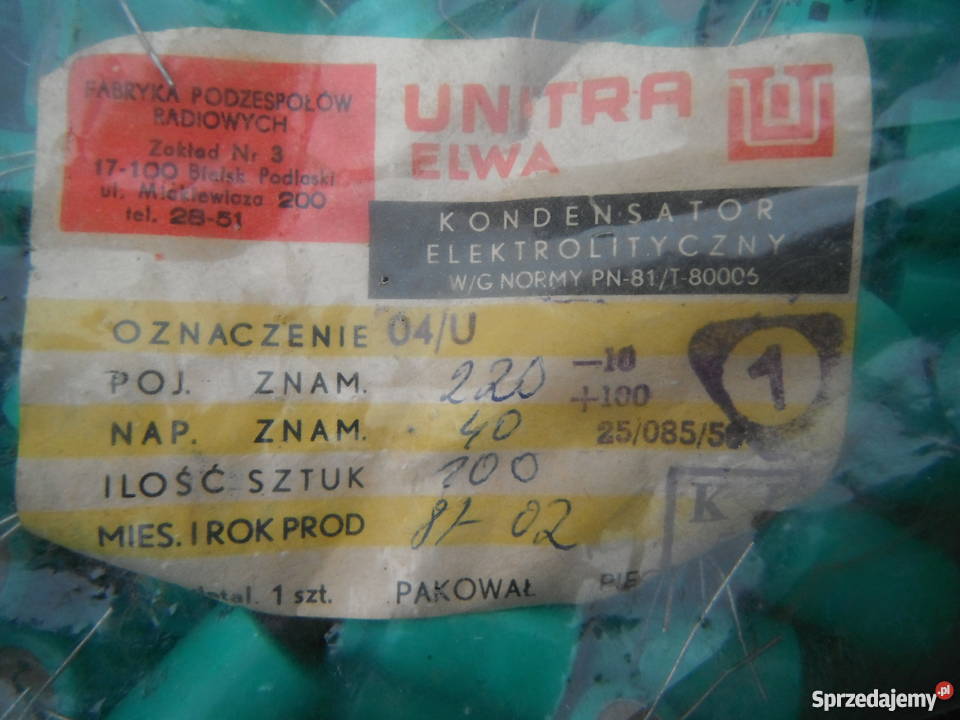 FABRYKA PODZESPOŁÓW
RADIOWYCH
Zakład Nr 3
17-100 Bielsk Podlaski
ul. Mickiewicza 200
tel. 28-51
UNITRA
ELWA
KONDENSATOR
ELEKTROLITYCZNY
W/G NORMY PN-81/T-80006
OZNACZENIE 04/U
POJ. ZNAM. 220 -10
+100
NAP. ZNAM. 40 25/085/56
1
ILOŚĆ SZTUK 100
K
MIES. I ROK PROD 87-02
1 szt. PAKOWAŁ
Sprzedajemy.pl